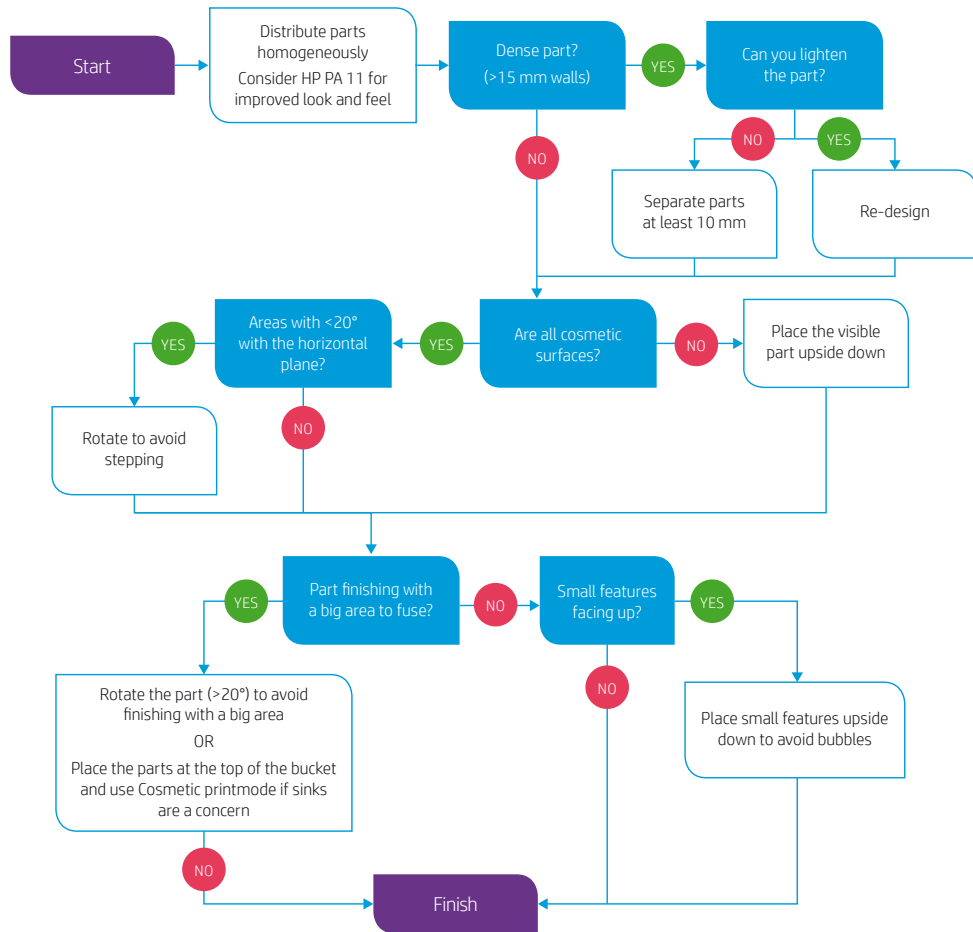 Start
Distribute parts
homogeneously
Consider HP PA 11 for
improved look and feel
Dense part?
(>15 mm walls)
YES
Can you lighten
the part?
NO
NO
YES
Separate parts
at least 10 mm
Re-design
Areas with <20°
with the horizontal
plane?
YES
YES
Are all cosmetic
surfaces?
NO
Place the visible
part upside down
NO
Rotate to avoid
stepping
Part finishing with
a big area to fuse?
YES
NO
Small features
facing up?
YES
NO
Rotate the part (>20°) to avoid
finishing with a big area
OR
Place the parts at the top of the bucket
and use Cosmetic printmode if sinks
are a concern
Place small features upside
down to avoid bubbles
NO
Finish